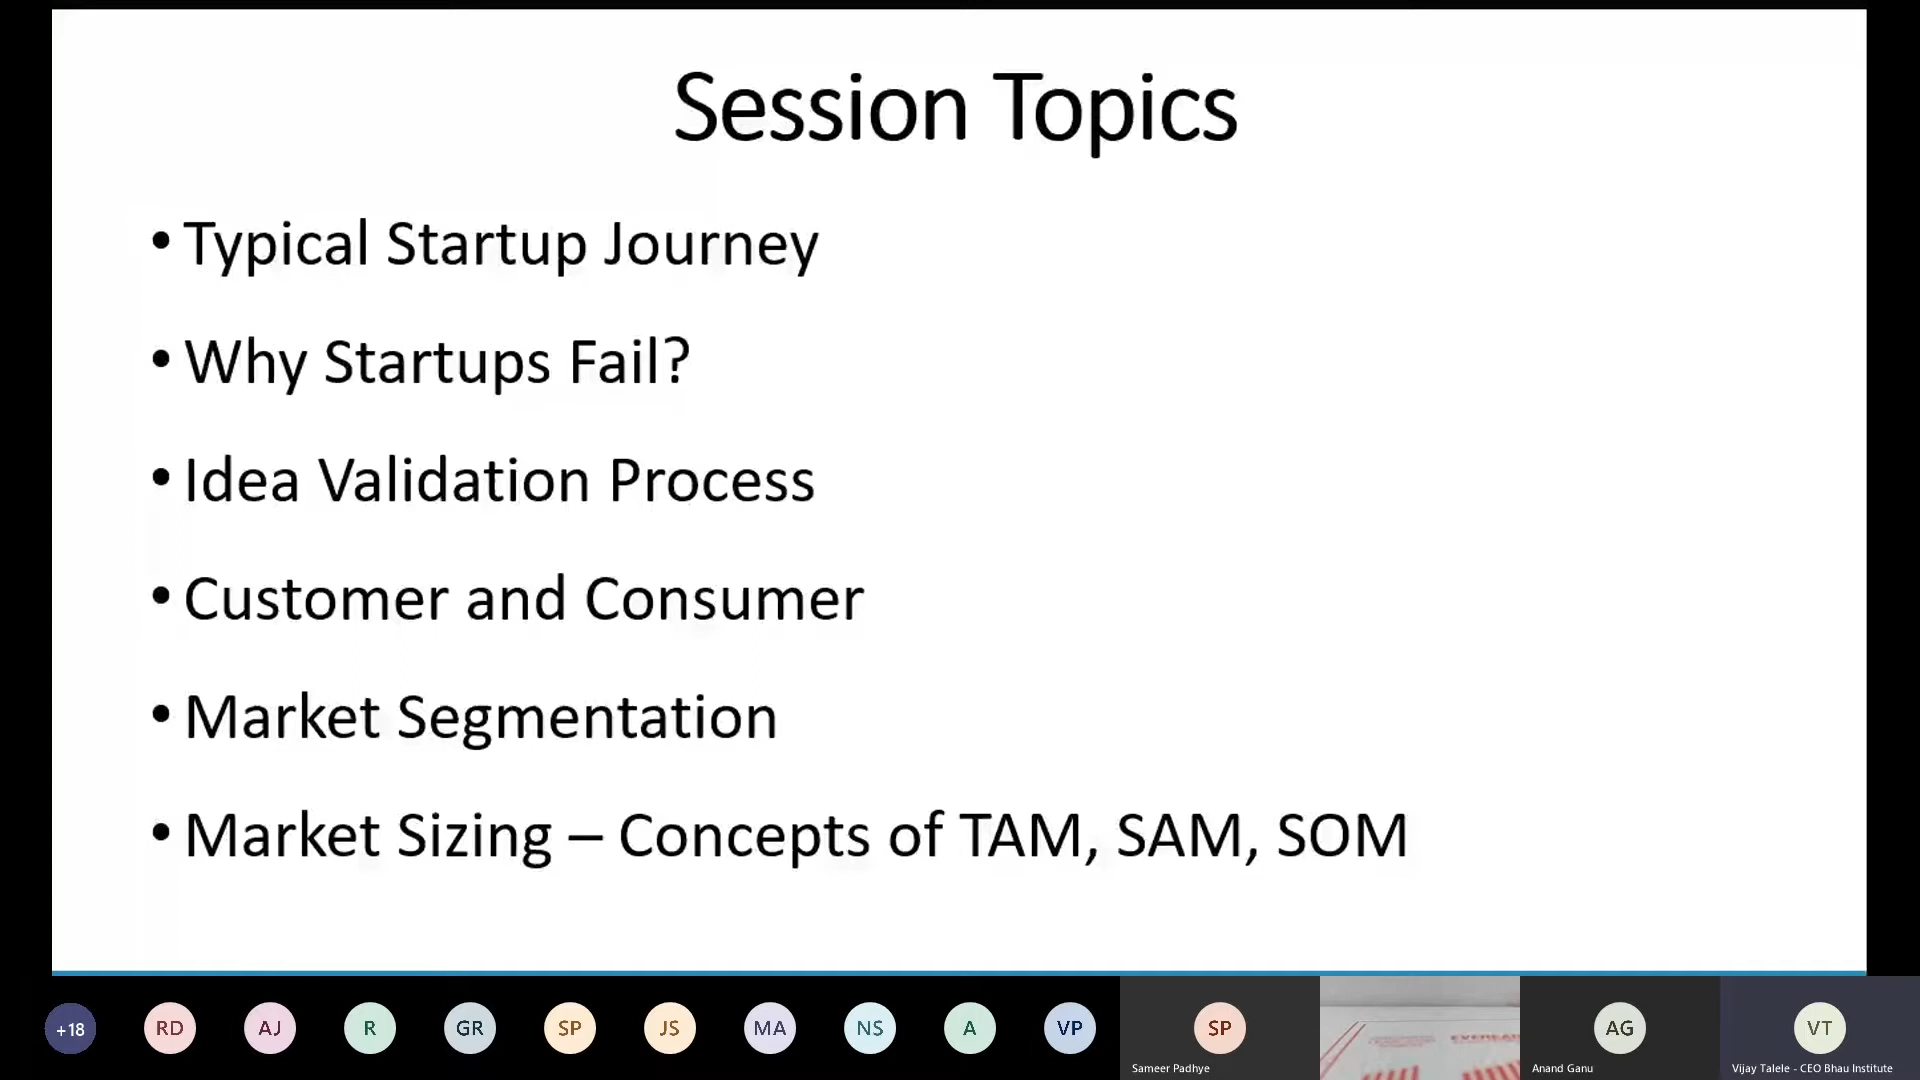 Session Topics
• Typical Startup Journey
• Why Startups Fail?
• Idea Validation Process
• Customer and Consumer
• Market Segmentation
• Market Sizing – Concepts of TAM, SAM, SOM
+18 RD AJ R GR SP JS MA NS A VP SP AG VT
Sameer Padhye Anand Ganu Vijay Talele - CEO Bhau Institute